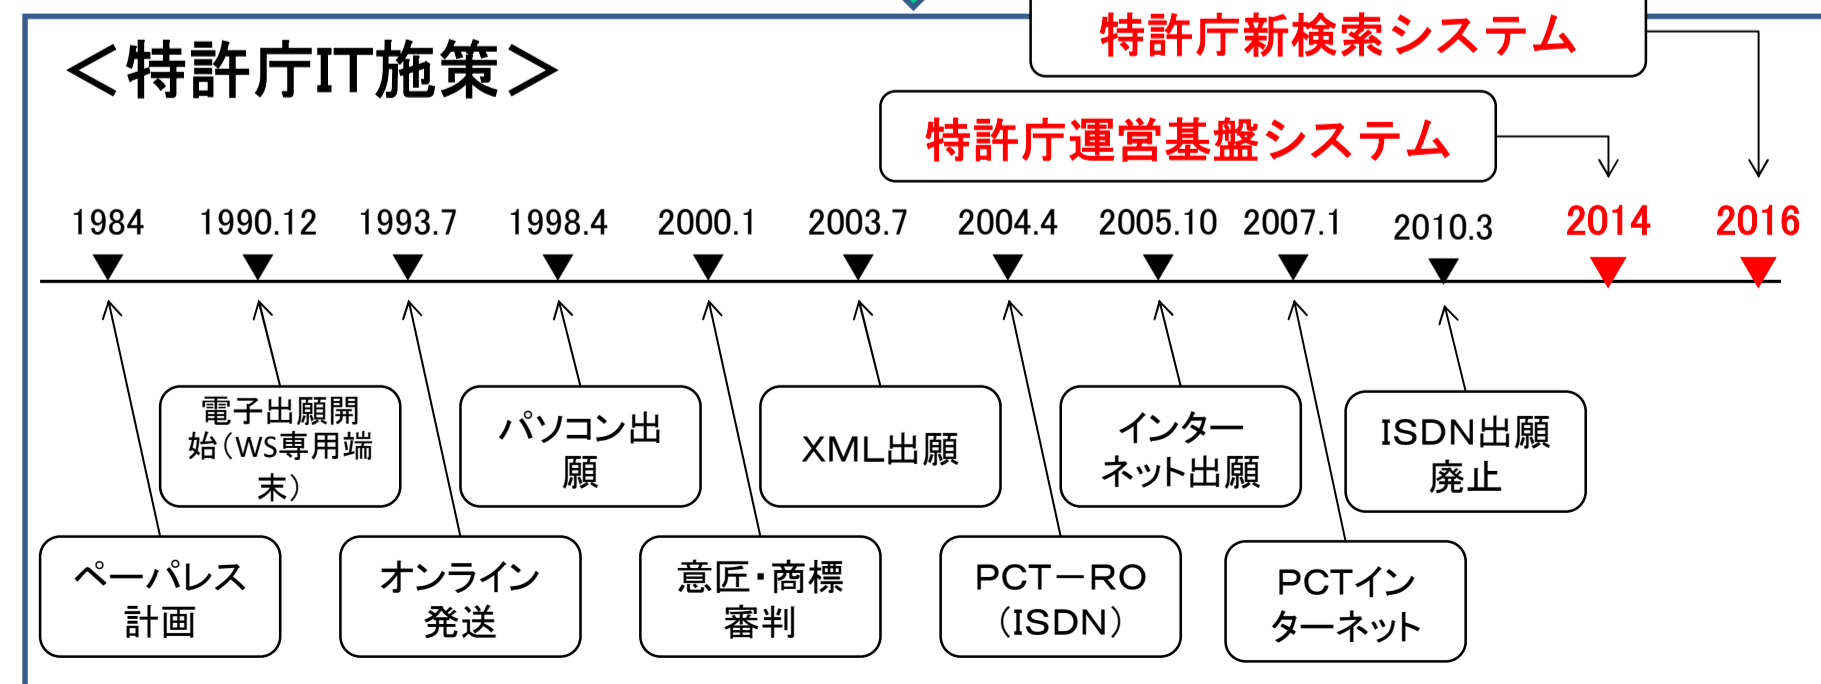 特許庁新検索システム
＜特許庁IT施策＞
特許庁運営基盤システム
1984 1990.12 1993.7 1998.4 2000.1 2003.7 2004.4 2005.10 2007.1 2010.3 2014 2016
電子出願開
始（WS専用端
末）
パソコン出
願
XML出願
インター
ネット出願
ISDN出願
廃止
ペーパレス
計画
オンライン
発送
意匠・商標
審判
PCT－RO
（ISDN）
PCTイン
ターネット